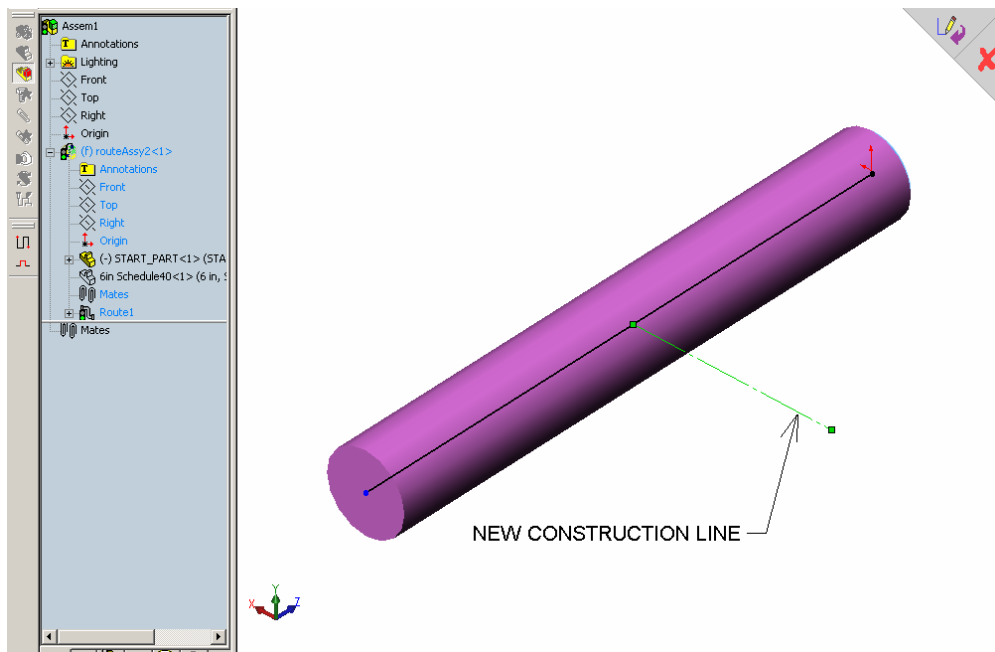 Assem1
Annotations
Lighting
Front
Top
Right
Origin
(f) routeAssy2<1>
Annotations
Front
Top
Right
Origin
(-) START_PART<1> (STA
6in Schedule40<1> (6 in, S
Mates
Route1
Mates
NEW CONSTRUCTION LINE
Y
X
Z